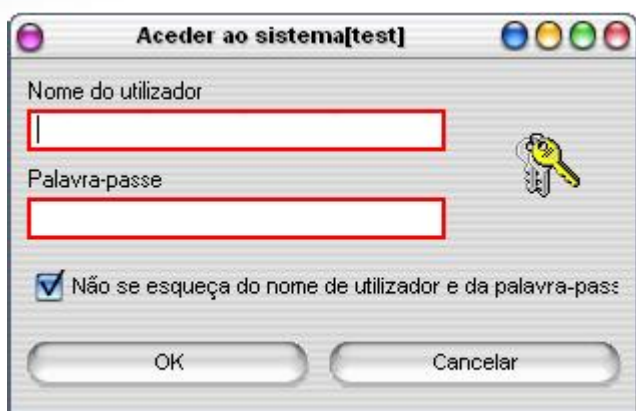 Aceder ao sistema[test]
Nome do utilizador
Palavra-passe
Não se esqueça do nome de utilizador e da palavra-pass
OK
Cancelar